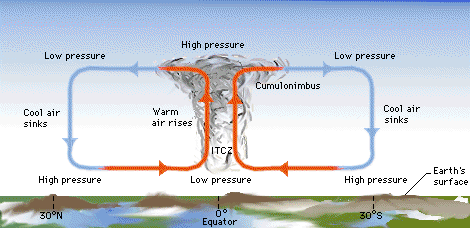 High pressure
Low pressure
Low pressure
Cumulonimbus
Cool air
sinks
Warm
air rises
Cool air
sinks
ITCZ
Earth's
surface
High pressure
Low pressure
High pressure
30°N
0°
30°S
Equator